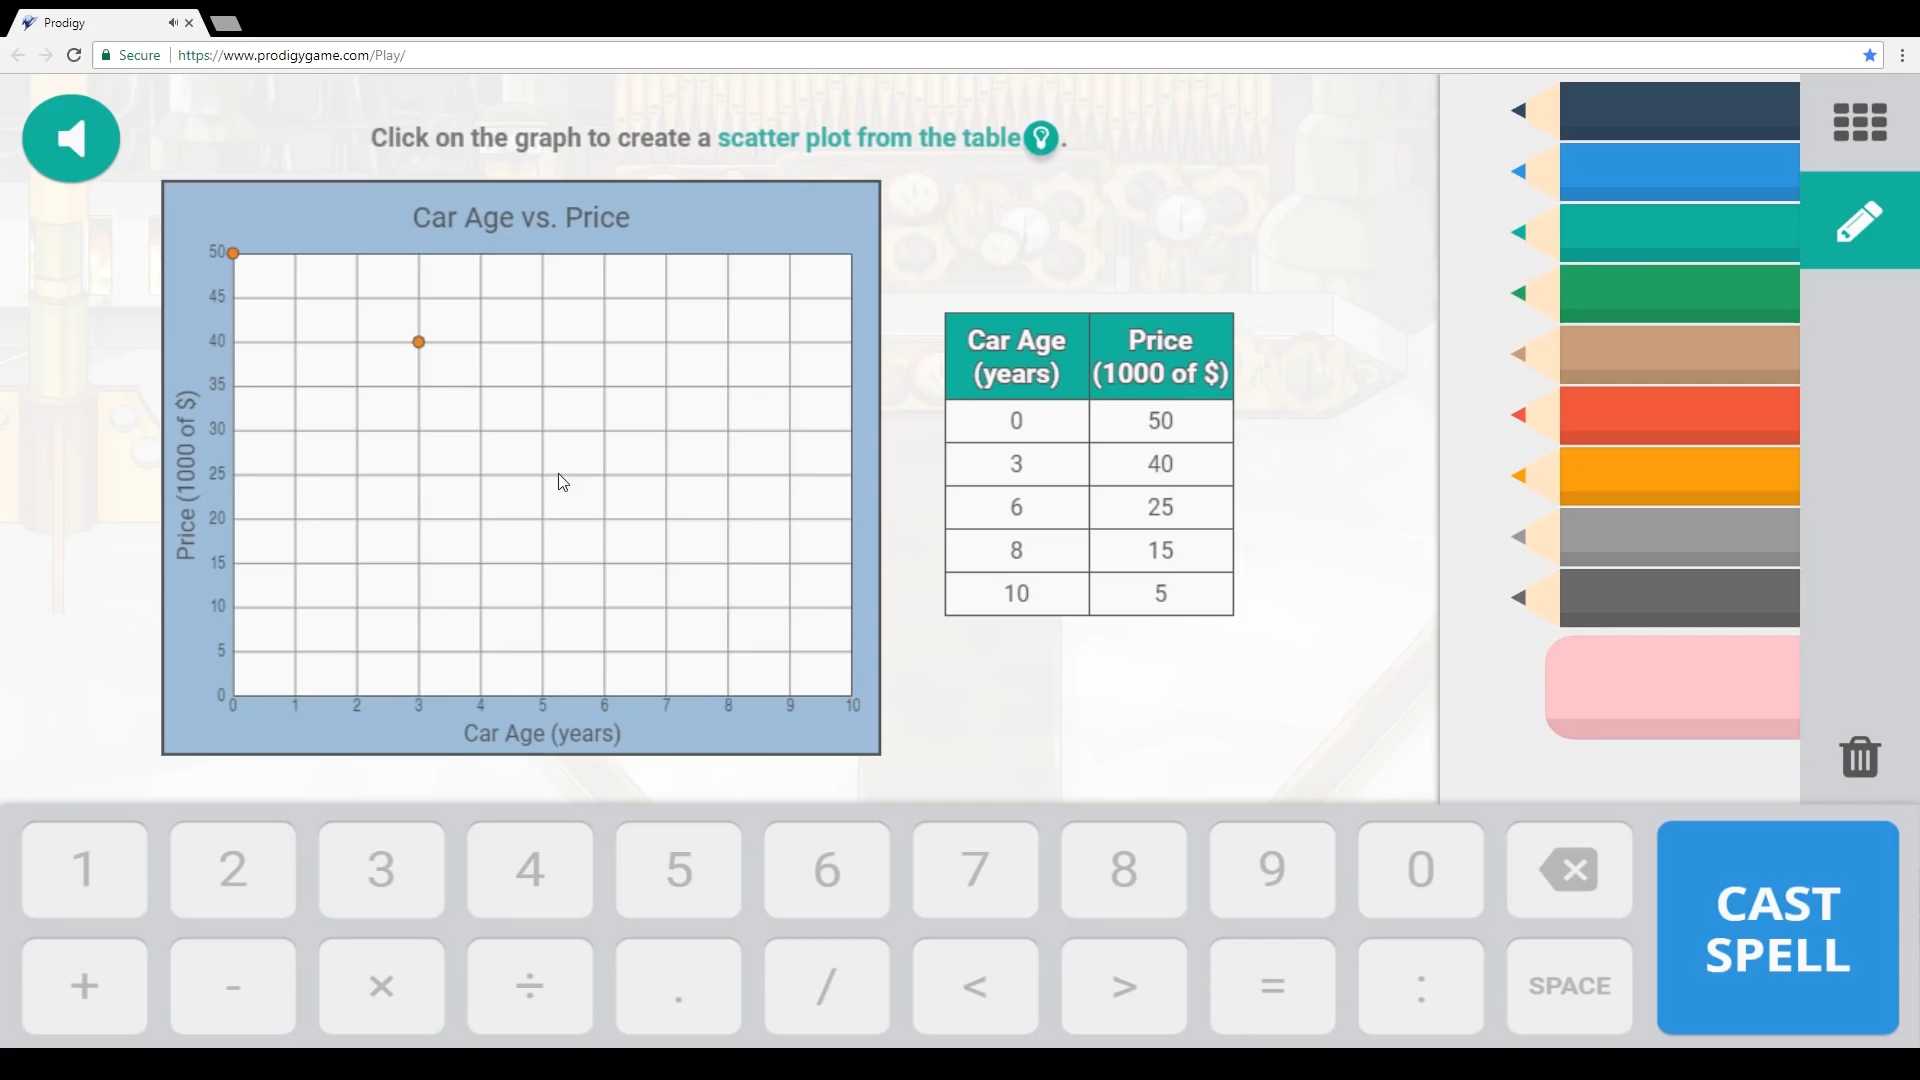 Prodigy
Secure
https://www.prodigygame.com/Play/
Click on the graph to create a scatter plot from the table.
Car Age vs. Price
50
45
40
35
30
25
20
15
10
5
0
Price (1000 of $)
0 1 2 3 4 5 6 7 8 9 10
Car Age (years)
Car Age (years) Price (1000 of $)
0 50
3 40
6 25
8 15
10 5
1 2 3 4 5 6 7 8 9 0
+ - × ÷ . / < > = : SPACE
CAST
SPELL